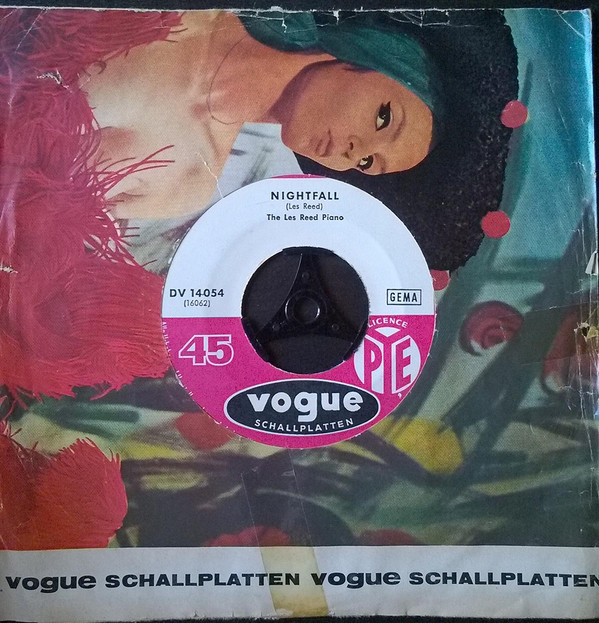 NIGHTFALL
(Les Reed)
The Les Reed Piano
DV 14054
(16062)
GEMA
45
LICENCE
PYE
vogue
SCHALLPLATTEN
vogue SCHALLPLATTEN vogue SCHALLPLATTEN